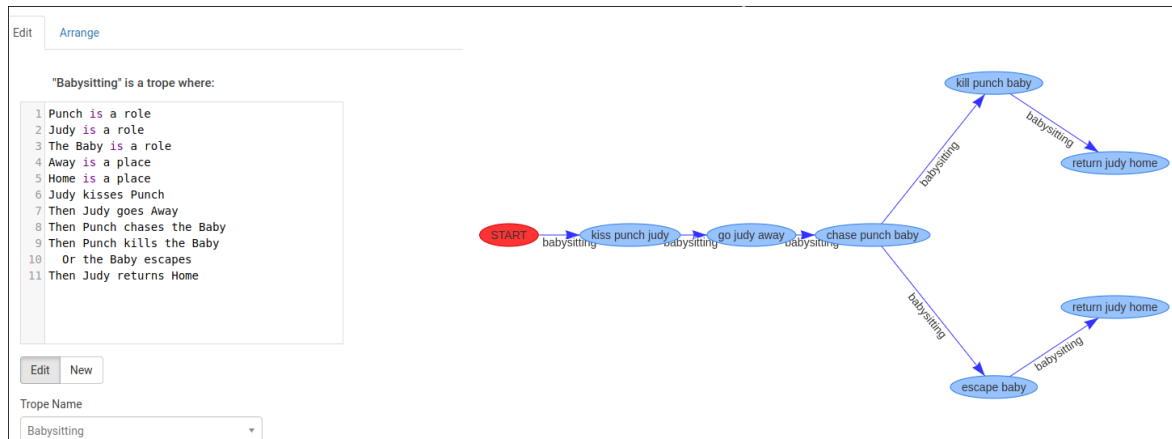 Edit Arrange
"Babysitting" is a trope where:
1 Punch is a role
2 Judy is a role
3 The Baby is a role
4 Away is a place
5 Home is a place
6 Judy kisses Punch
7 Then Judy goes Away
8 Then Punch chases the Baby
9 Then Punch kills the Baby
10 Or the Baby escapes
11 Then Judy returns Home
Edit New
Trope Name
Babysitting
START
babysitting
kiss punch judy
babysitting
go judy away
babysitting
chase punch baby
babysitting
kill punch baby
babysitting
return judy home
babysitting
escape baby
babysitting
return judy home